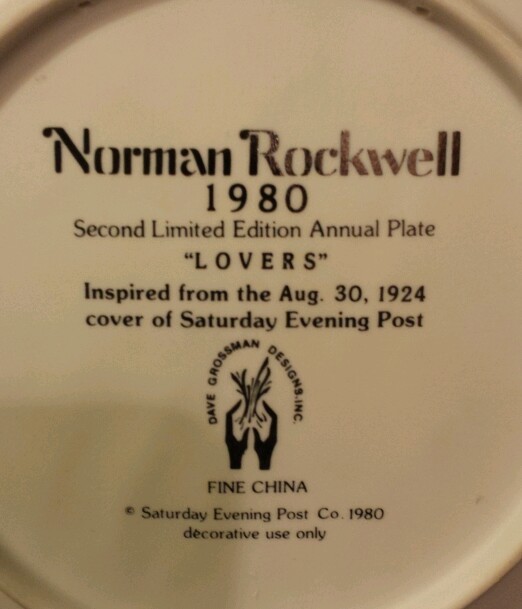 Norman Rockwell
1980
Second Limited Edition Annual Plate
"LOVERS"
Inspired from the Aug. 30, 1924
cover of Saturday Evening Post
DAVE GROSSMAN DESIGNS, INC.
FINE CHINA
© Saturday Evening Post Co. 1980
decorative use only